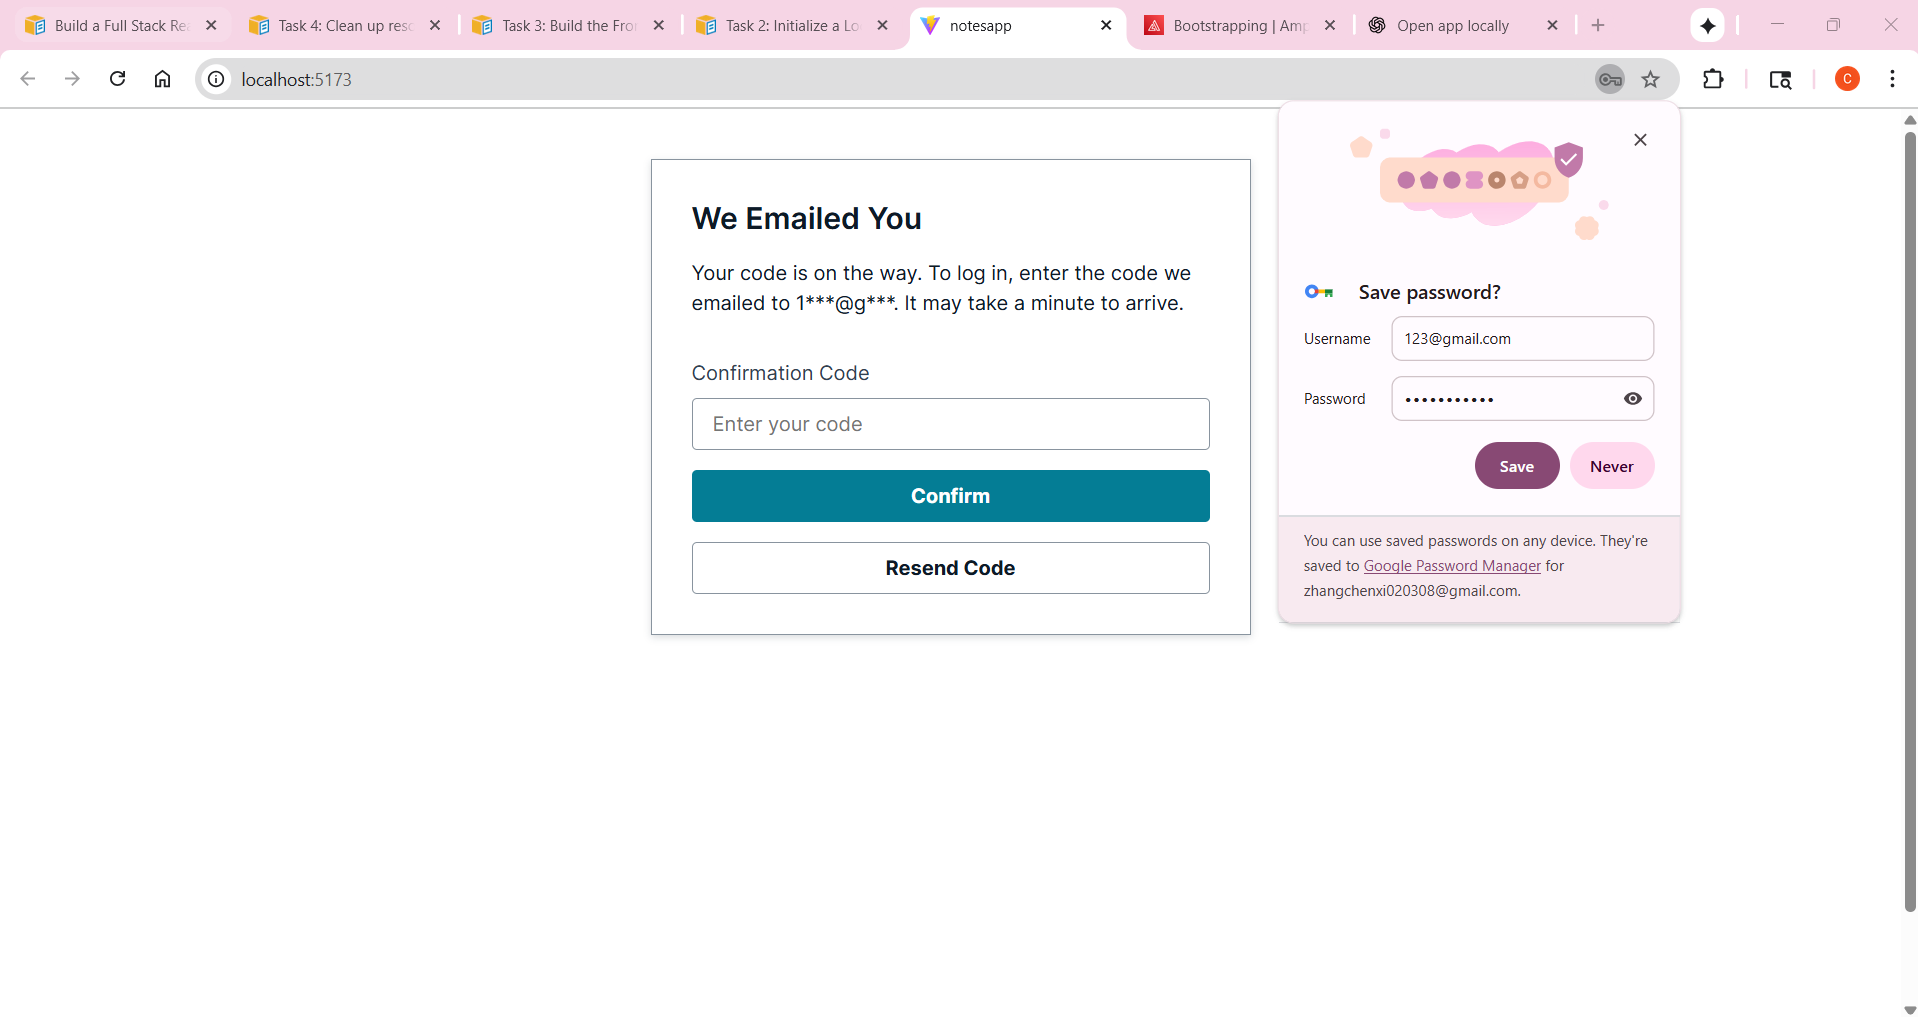 Build a Full Stack Rea
Task 4: Clean up reso
Task 3: Build the Fron
Task 2: Initialize a Lo
notesapp
Bootstrapping | Amp
Open app locally
localhost:5173
C
We Emailed You
Your code is on the way. To log in, enter the code we
emailed to 1***@g***. It may take a minute to arrive.
Confirmation Code
Enter your code
Confirm
Resend Code
Save password?
Username
123@gmail.com
Password
•••••••••••
Save
Never
You can use saved passwords on any device. They're
saved to Google Password Manager for
zhangchenxi020308@gmail.com.